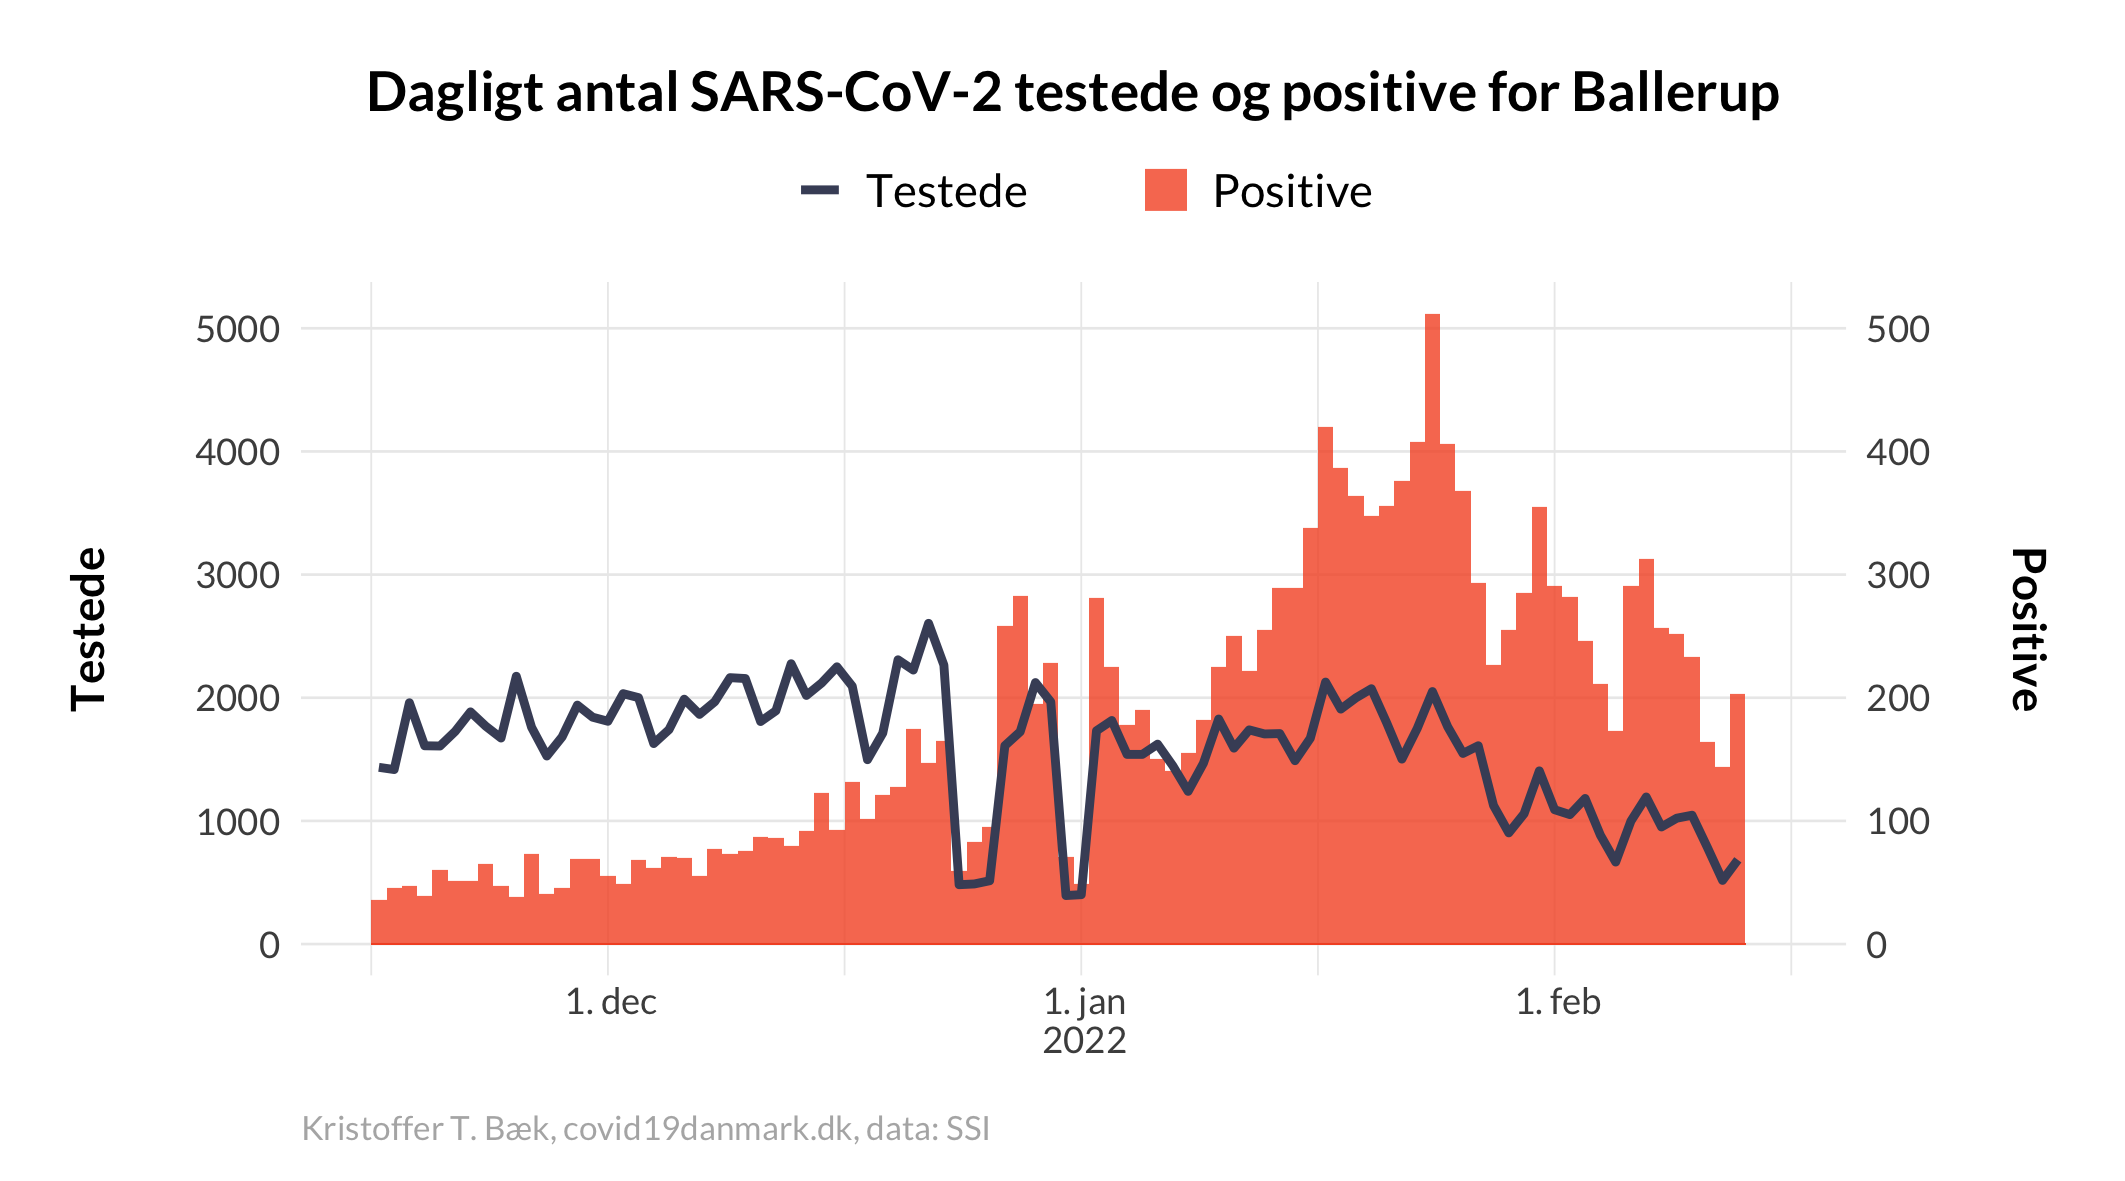 Dagligt antal SARS-CoV-2 testede og positive for Ballerup
Testede
Positive
5000
4000
3000
2000
1000
0
Testede
500
400
300
200
100
0
Positive
1. dec
1. jan
2022
1. feb
Kristoffer T. Bæk, covid19danmark.dk, data: SSI